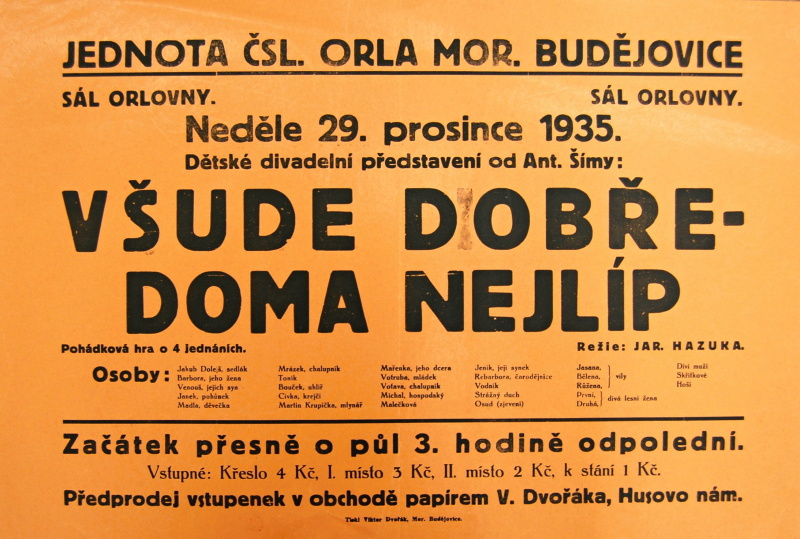 JEDNOTA ČSL. ORLA MOR. BUDĚJOVICE
SÁL ORLOVNY. SÁL ORLOVNY.
Neděle 29. prosince 1935.
Dětské divadelní představení od Ant. Šímy:
VŠUDE DOBŘE-
DOMA NEJLÍP
Pohádková hra o 4 jednáních. Režie: JAR. HAZUKA.
Osoby:
Jakub Dolejš, sedlák
Barbora, jeho žena
Venouš, jejich syn
Janek, pohůnek
Madla, děvečka
Mrázek, chalupník
Toník
Bouček, uhlíř
Civka, krejčí
Martin Krupička, mlynář
Mařenka, jeho dcera
Votruba, mládek
Votava, chalupník
Michal, hospodský
Malečková
Jeník, její synek
Rebarbora, čarodějnice
Vodník
Strážný duch
Osud (zjevení)
Jasana,
Bělena, víly
Růžena,
První, divá lesní žena
Druhá,
Diví muži
Skřítkové
Hoši
Začátek přesně o půl 3. hodině odpolední.
Vstupné: Křeslo 4 Kč, I. místo 3 Kč, II. místo 2 Kč, k stání 1 Kč.
Předprodej vstupenek v obchodě papírem V. Dvořáka, Husovo nám.
Tiskl Viktor Dvořák, Mor. Budějovice.